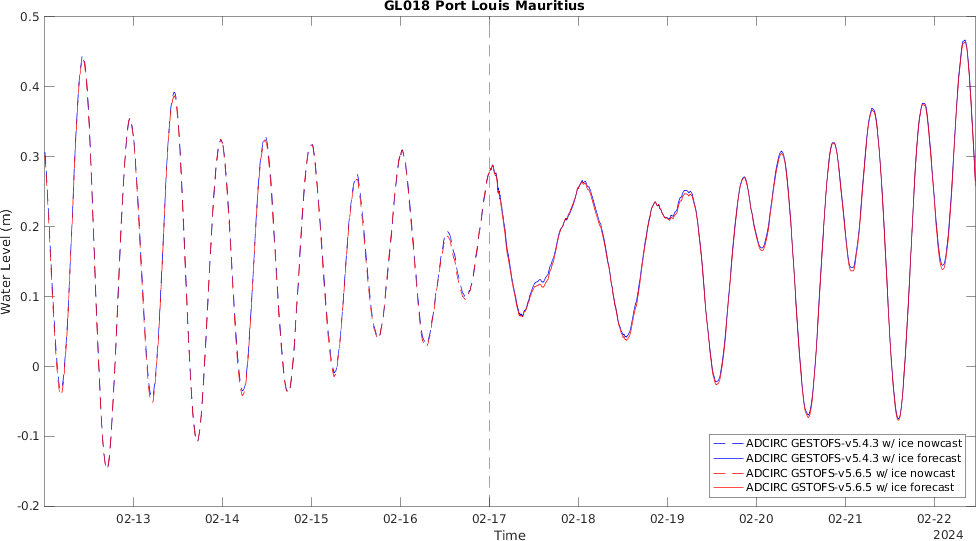 GL018 Port Louis Mauritius
0.5
0.4
0.3
0.2
0.1
0
-0.1
-0.2
Water Level (m)
ADCIRC GESTOFS-v5.4.3 w/ ice nowcast
ADCIRC GESTOFS-v5.4.3 w/ ice forecast
ADCIRC GSTOFS-v5.6.5 w/ ice nowcast
ADCIRC GSTOFS-v5.6.5 w/ ice forecast
02-13 02-14 02-15 02-16 02-17 02-18 02-19 02-20 02-21 02-22
Time
2024